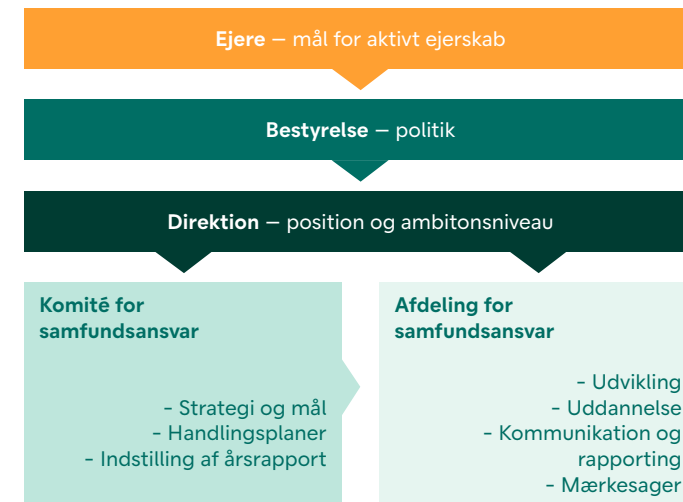 Ejere – mål for aktivt ejerskab
Bestyrelse – politik
Direktion – position og ambitonsniveau
Komité for
samfundsansvar
- Strategi og mål
- Handlingsplaner
- Indstilling af årsrapport
Afdeling for
samfundsansvar
- Udvikling
- Uddannelse
- Kommunikation og
rapporting
- Mærkesager